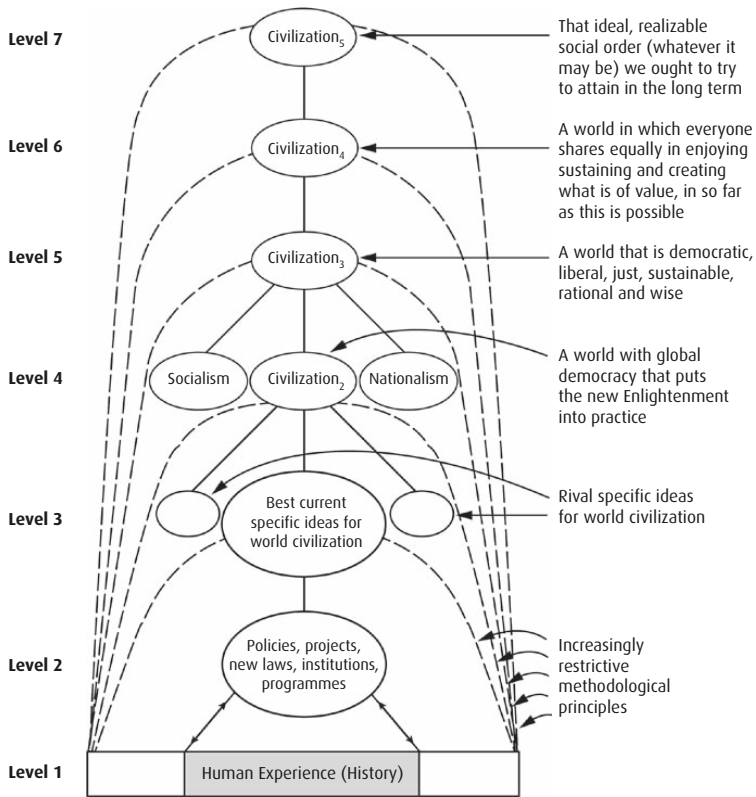 Level 7
Civilization₅
That ideal, realizable
social order (whatever it
may be) we ought to try
to attain in the long term
Level 6
Civilization₄
A world in which everyone
shares equally in enjoying
sustaining and creating
what is of value, in so far
as this is possible
Level 5
Civilization₃
A world that is democratic,
liberal, just, sustainable,
rational and wise
Level 4
Socialism
Civilization₂
Nationalism
A world with global
democracy that puts
the new Enlightenment
into practice
Level 3
Best current
specific ideas for
world civilization
Rival specific ideas
for world civilization
Level 2
Policies, projects,
new laws, institutions,
programmes
Increasingly
restrictive
methodological
principles
Level 1
Human Experience (History)